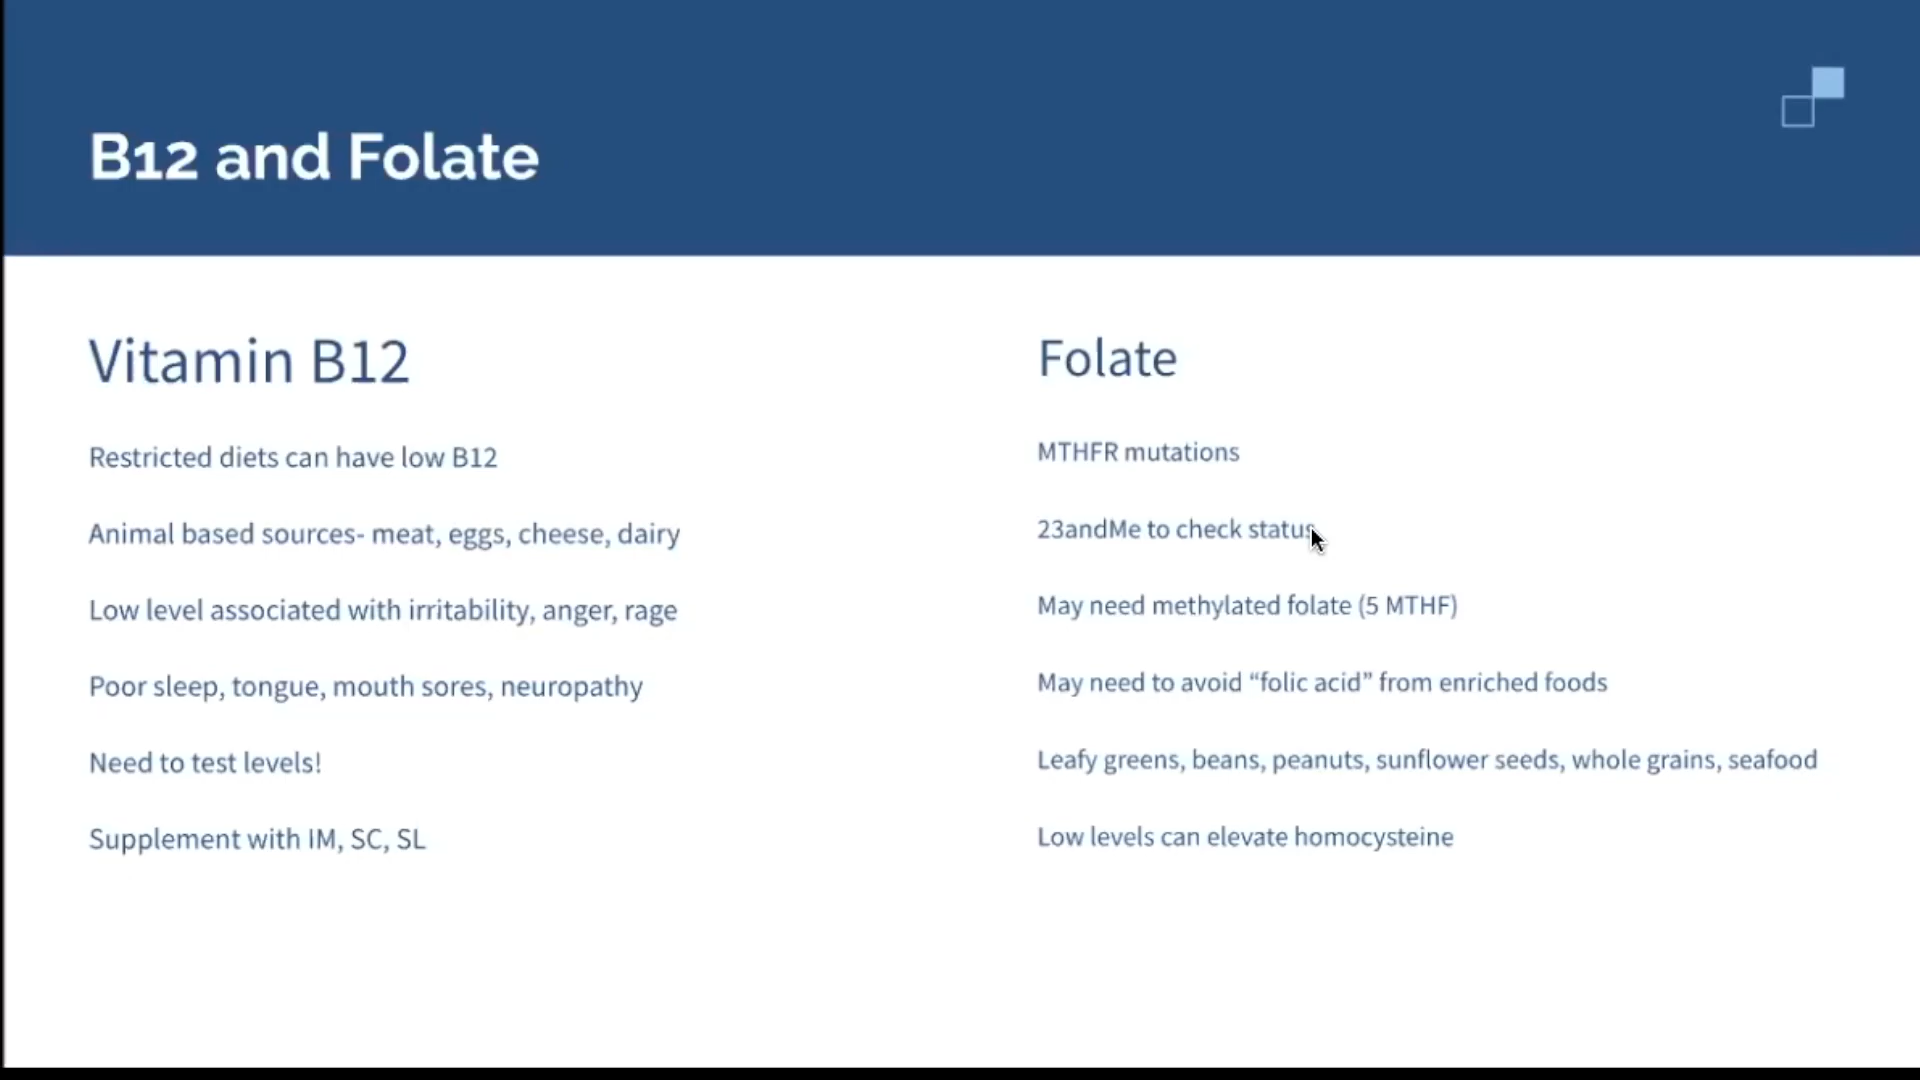 B12 and Folate
Vitamin B12
Restricted diets can have low B12
Animal based sources- meat, eggs, cheese, dairy
Low level associated with irritability, anger, rage
Poor sleep, tongue, mouth sores, neuropathy
Need to test levels!
Supplement with IM, SC, SL
Folate
MTHFR mutations
23andMe to check status
May need methylated folate (5 MTHF)
May need to avoid “folic acid” from enriched foods
Leafy greens, beans, peanuts, sunflower seeds, whole grains, seafood
Low levels can elevate homocysteine